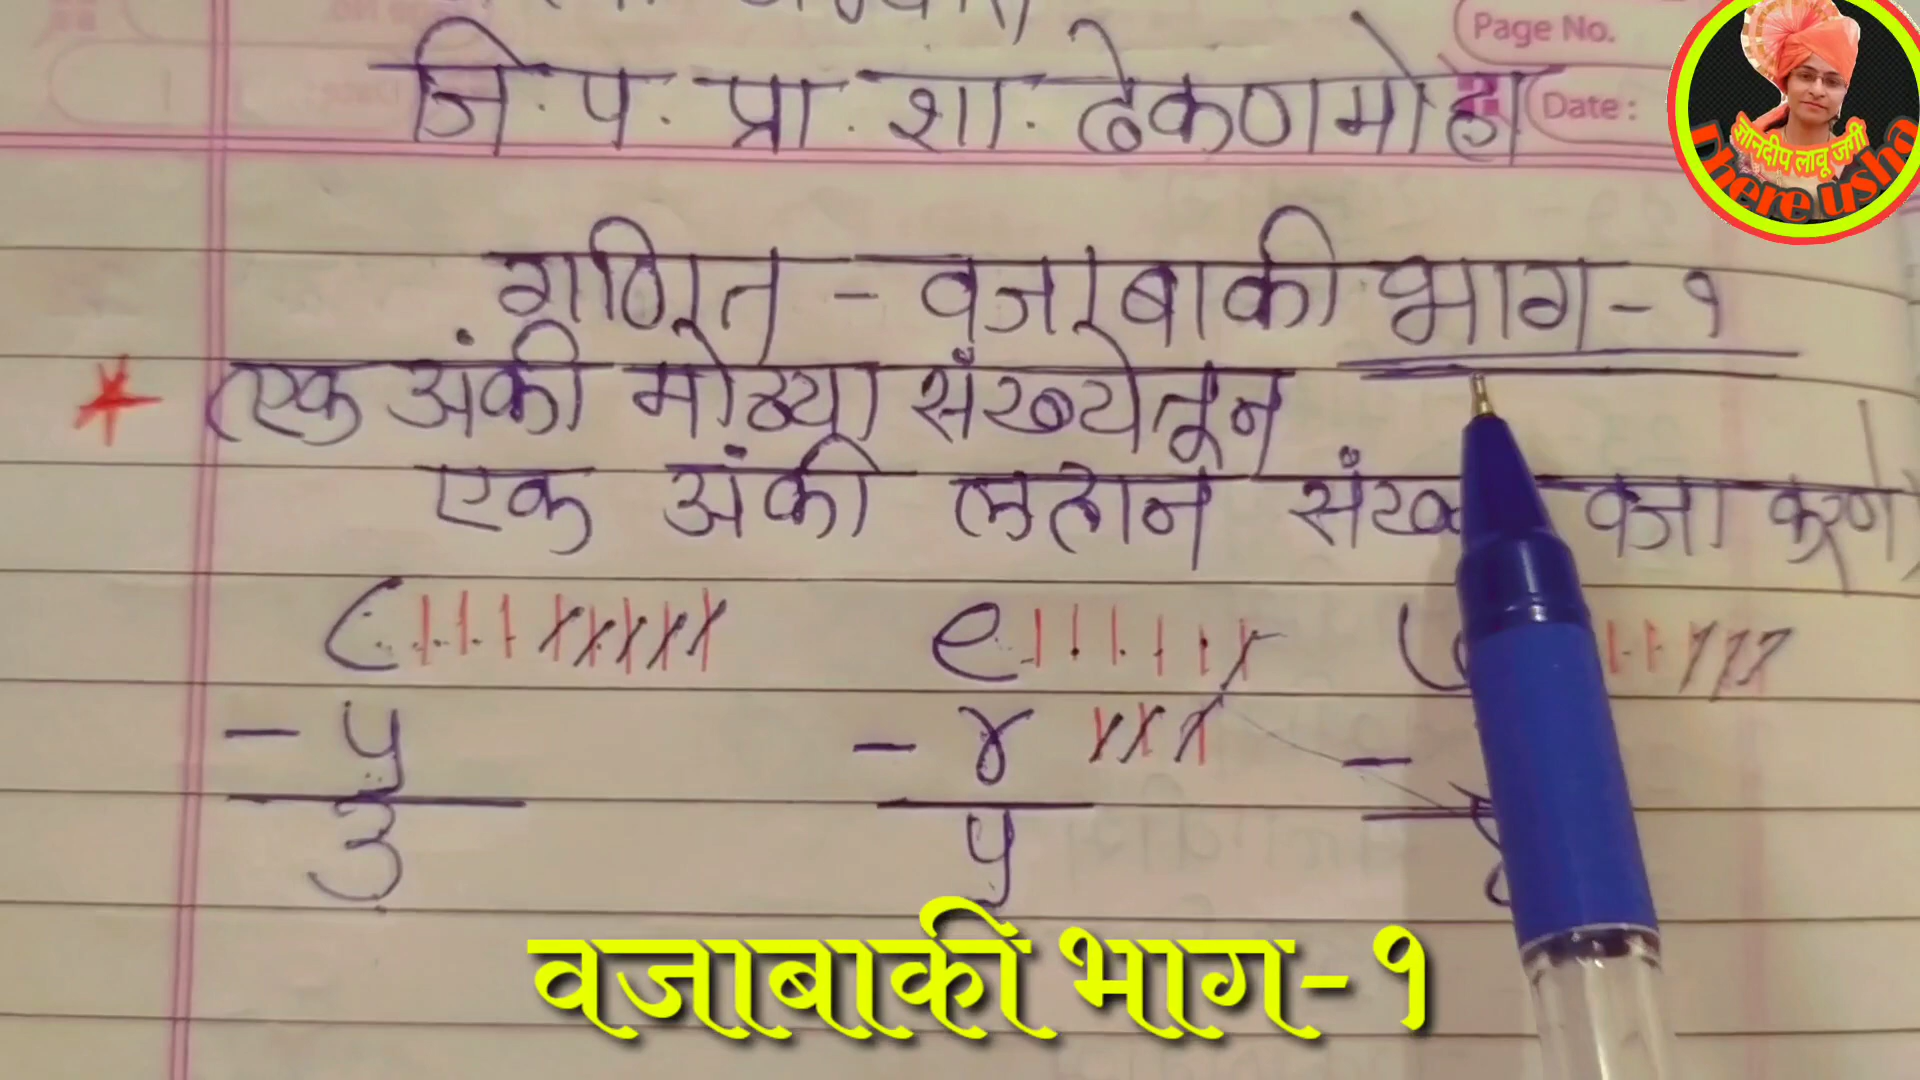 Page No.
जि. प. प्रा. शा. ढेकणमोहा
Date :
ज्ञानदीप लावू जगी
Dhere usha
गणित - वजाबाकी भाग - १
* (एक अंकी मोठ्या संख्येतून
एक अंकी लहान वजा करणे)
८ ९
- ५ - ४ -
३ ५
वजाबाकी भाग-१